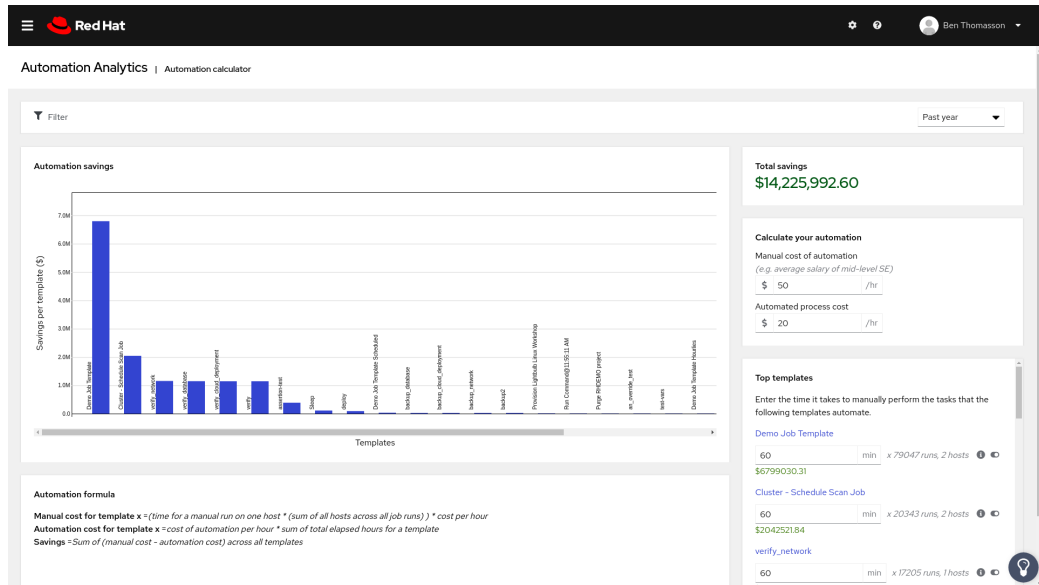 Red Hat
Ben Thomasson
Automation Analytics | Automation calculator
Filter
Past year
Automation savings
Savings per template ($)
7.0M
6.0M
5.0M
4.0M
3.0M
2.0M
1.0M
0.0
Demo Job Template
Cluster - Schedule Scan Job
verify_network
verify_database
verify_cloud_deployment
verify
assertion-test
Sleep
deploy
Demo Job Template Scheduled
backup_database
backup_cloud_deployment
backup_network
backup2
Provision Lightbulb Linux Workshop
Run Command@11:55:11 AM
Purge RHDEMO project
an_override_test
test-vars
Demo Job Template Hourlies
Templates
Automation formula
Manual cost for template x =(time for a manual run on one host * (sum of all hosts across all job runs) ) * cost per hour
Automation cost for template x =cost of automation per hour * sum of total elapsed hours for a template
Savings =Sum of (manual cost - automation cost) across all templates
Total savings
$14,225,992.60
Calculate your automation
Manual cost of automation
(e.g. average salary of mid-level SE)
$ 50 /hr
Automated process cost
$ 20 /hr
Top templates
Enter the time it takes to manually perform the tasks that the
following templates automate.
Demo Job Template
60 min x 79047 runs, 2 hosts
$6799030.31
Cluster - Schedule Scan Job
60 min x 20343 runs, 2 hosts
$2042521.84
verify_network
60 min x 17205 runs, 1 hosts